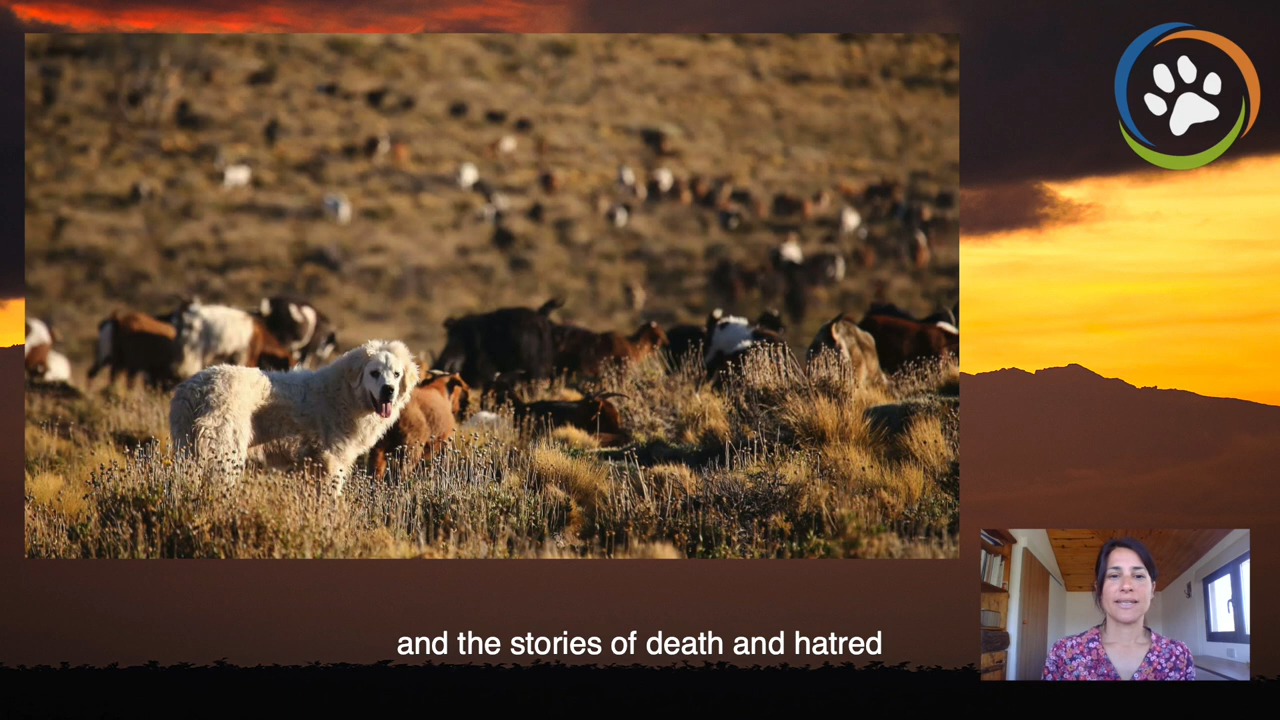 and the stories of death and hatred